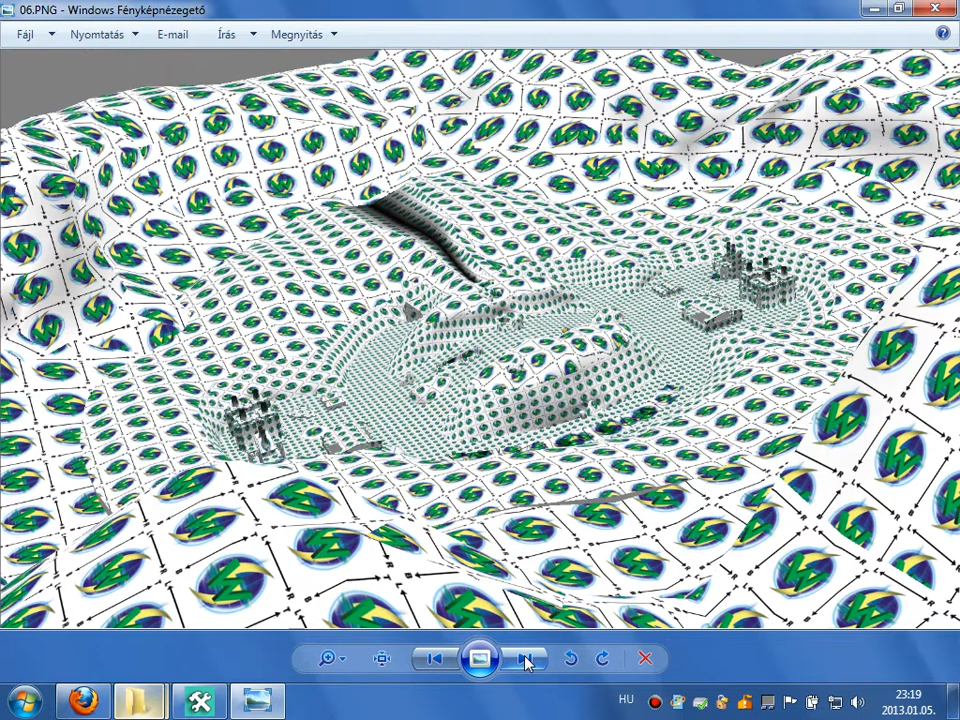 06.PNG - Windows Fényképnézegető
Fájl Nyomtatás E-mail Írás Megnyitás
HU
23:19
2013.01.05.